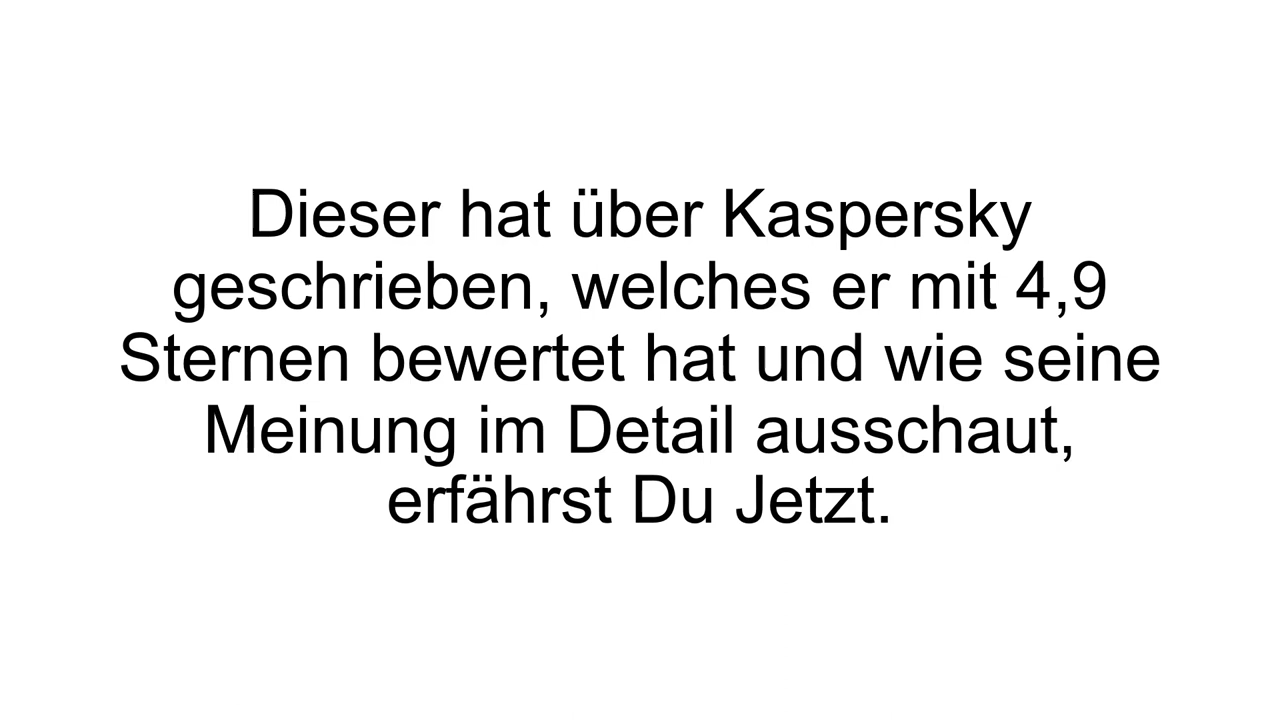 Dieser hat über Kaspersky
geschrieben, welches er mit 4,9
Sternen bewertet hat und wie seine
Meinung im Detail ausschaut,
erfährst Du Jetzt.